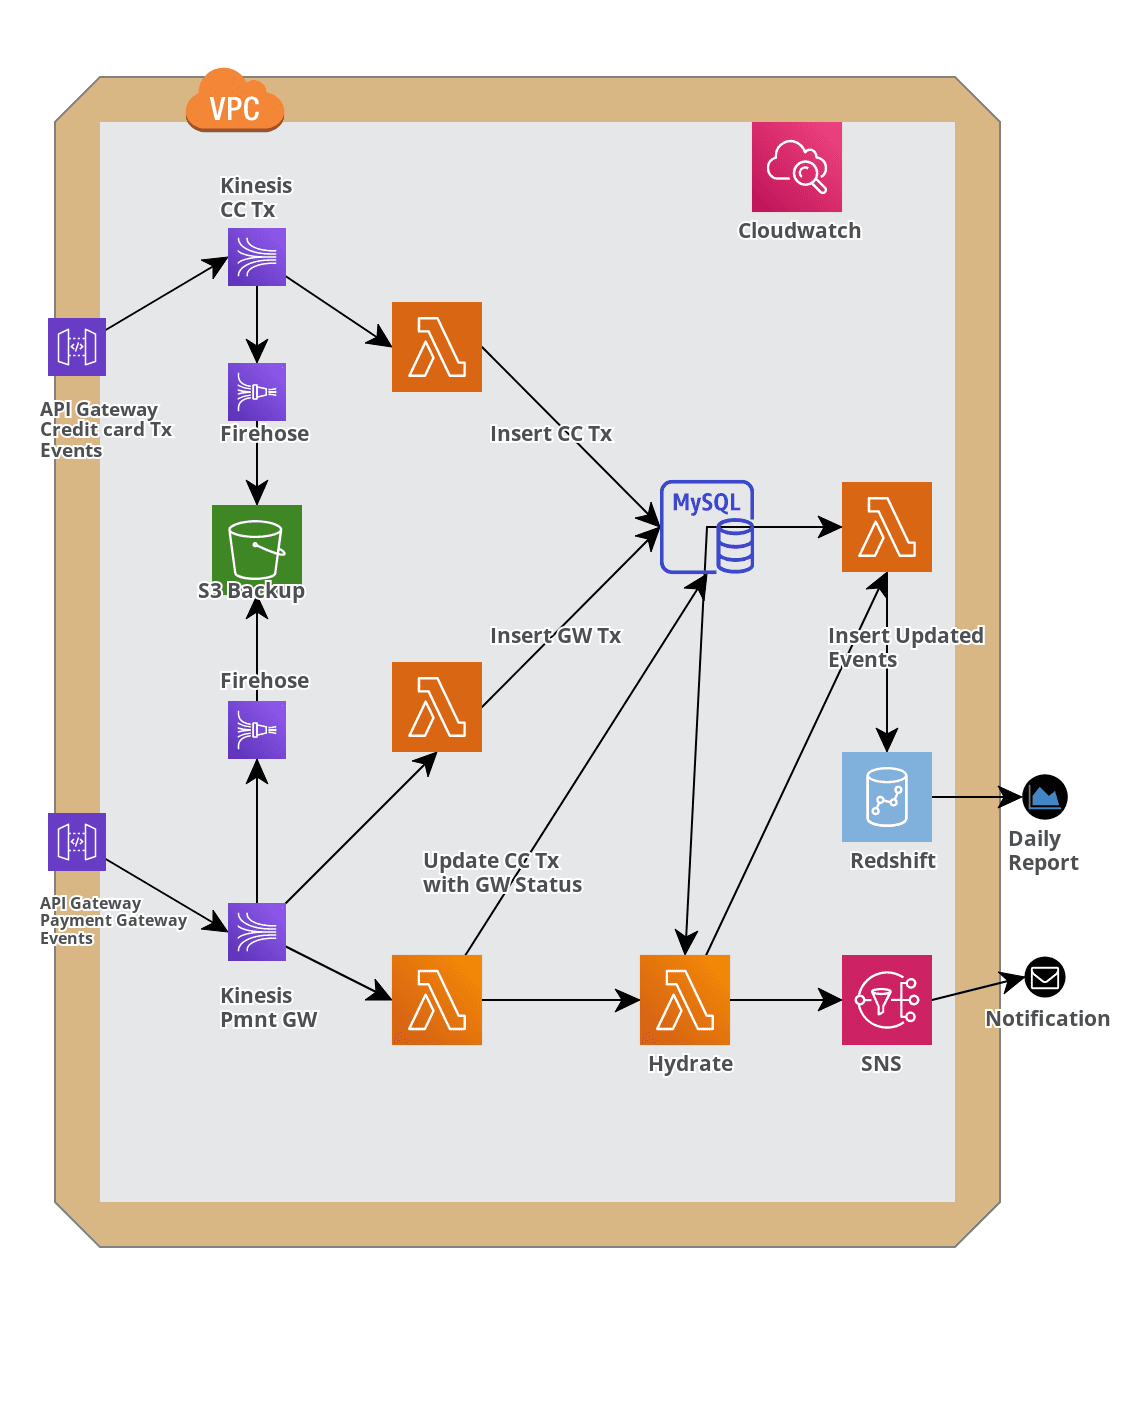 VPC
Kinesis
CC Tx
Cloudwatch
API Gateway
Credit card Tx
Events
Firehose
Insert CC Tx
MySQL
S3 Backup
Insert GW Tx
Insert Updated
Events
Firehose
Daily
Report
Redshift
Update CC Tx
with GW Status
API Gateway
Payment Gateway
Events
Kinesis
Pmnt GW
Notification
Hydrate
SNS